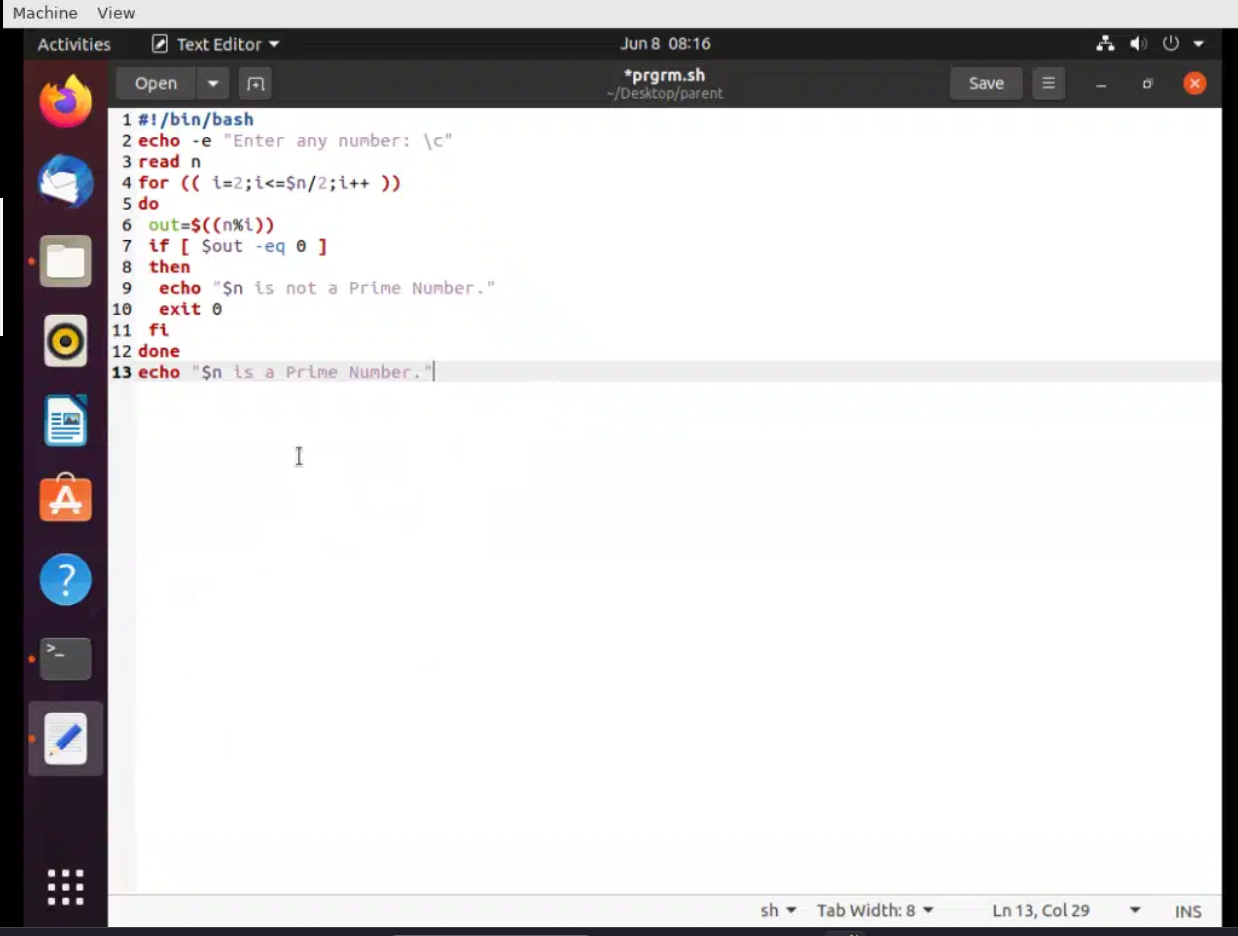 Machine View
Activities Text Editor Jun 8 08:16
Open *prgrm.sh Save
~/Desktop/parent
1 #!/bin/bash
2 echo -e "Enter any number: \c"
3 read n
4 for (( i=2;i<=$n/2;i++ ))
5 do
6  out=$((n%i))
7  if [ $out -eq 0 ]
8  then
9   echo "$n is not a Prime Number."
10   exit 0
11  fi
12 done
13 echo "$n is a Prime Number."
sh Tab Width: 8 Ln 13, Col 29 INS